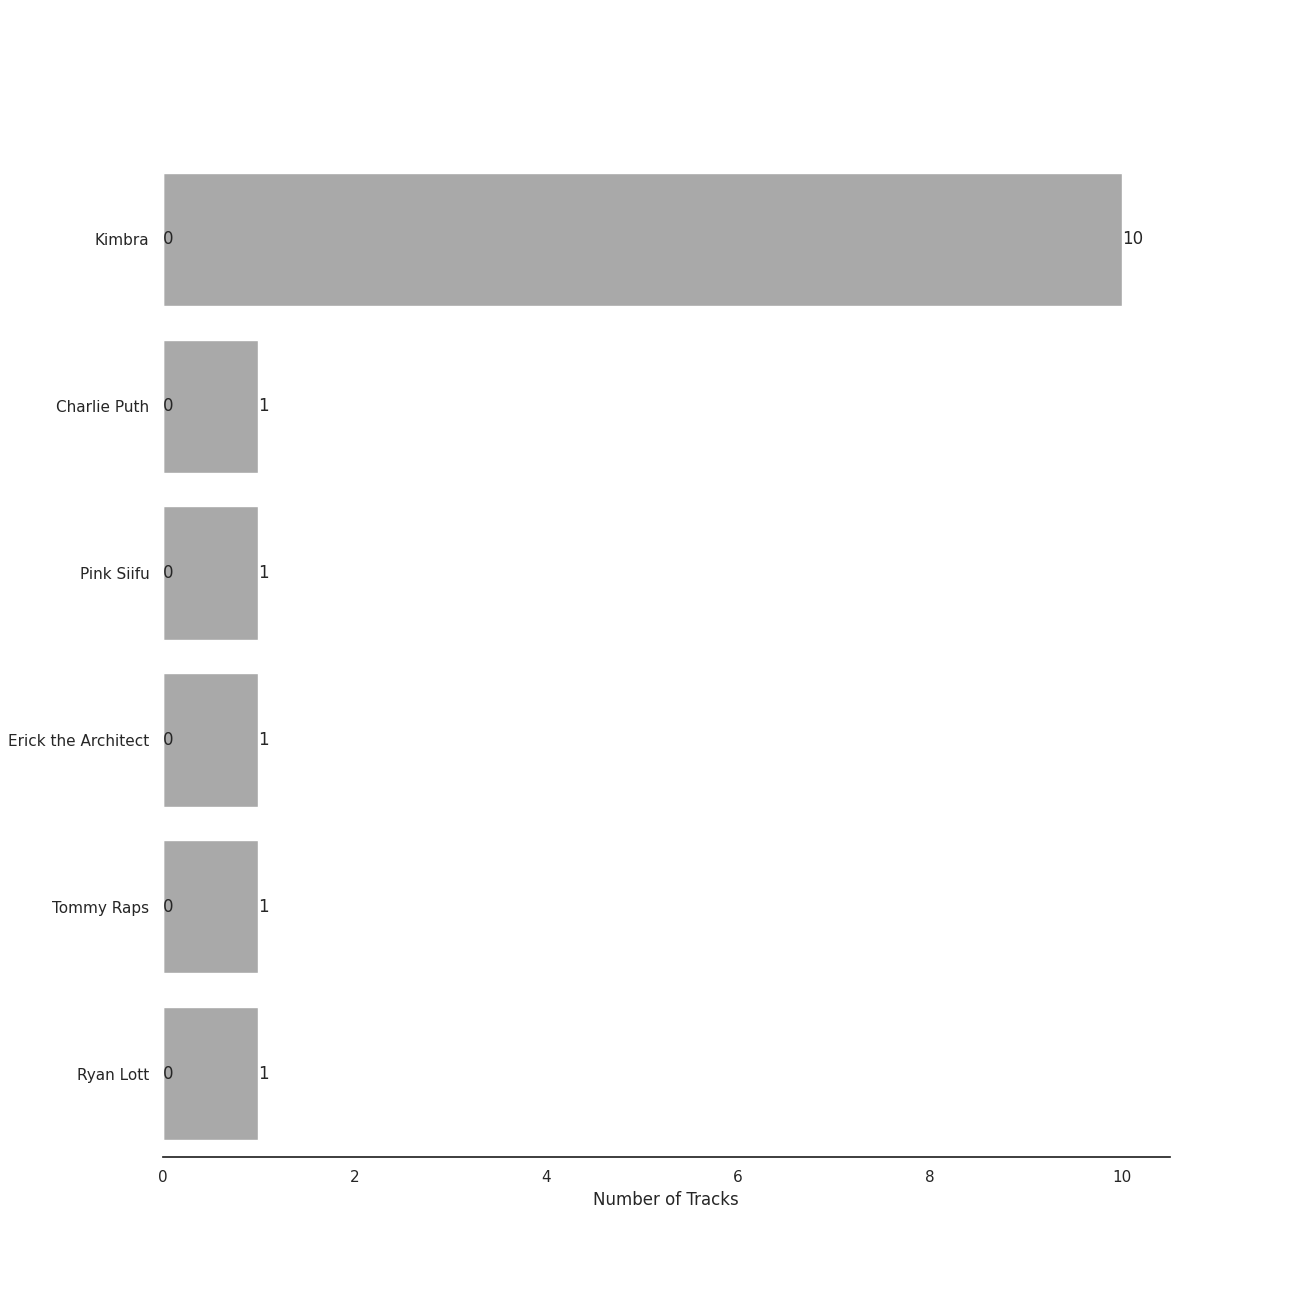 Kimbra 0 10
Charlie Puth 0 1
Pink Siifu 0 1
Erick the Architect 0 1
Tommy Raps 0 1
Ryan Lott 0 1
0 2 4 6 8 10
Number of Tracks